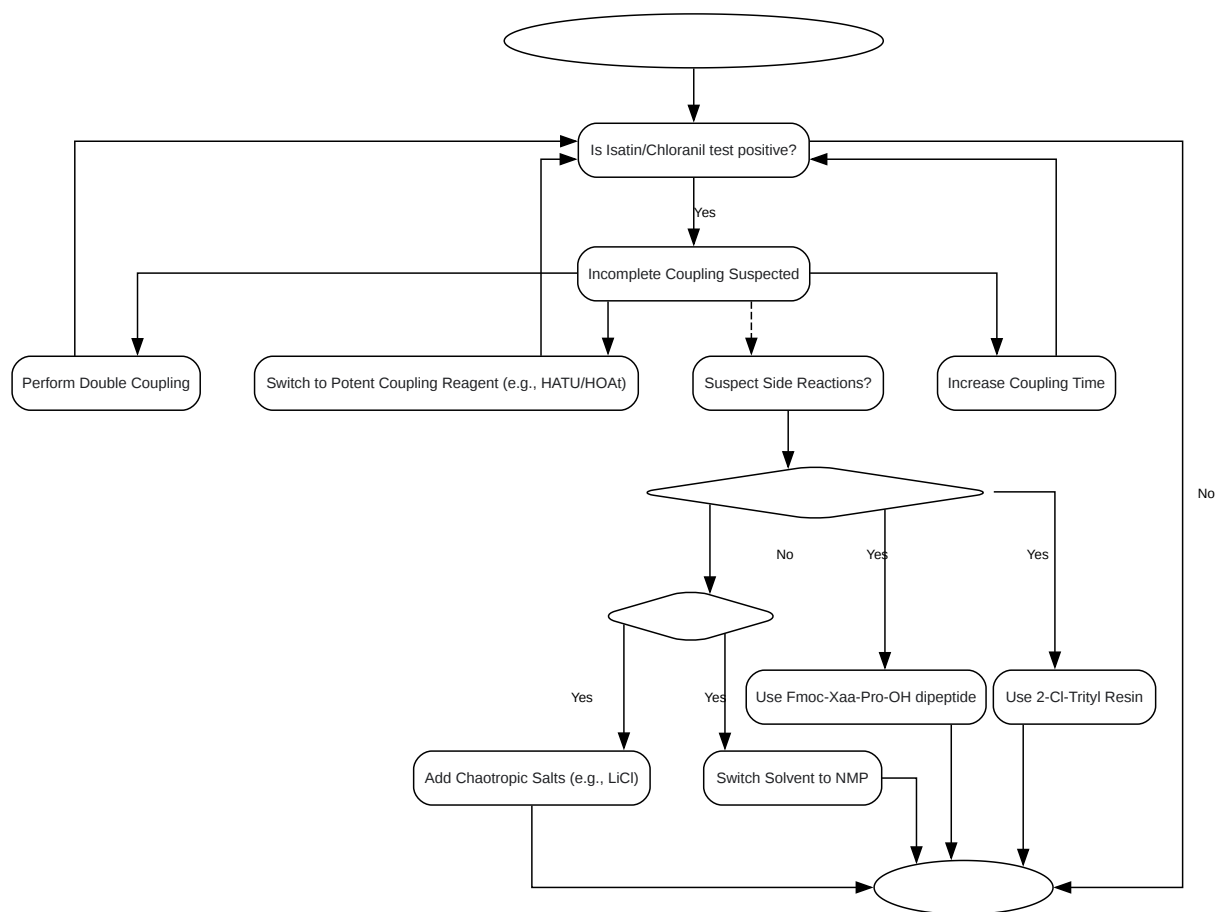 Is Isatin/Chloranil test positive?
Yes
Incomplete Coupling Suspected
Perform Double Coupling
Switch to Potent Coupling Reagent (e.g., HATU/HOAt)
Suspect Side Reactions?
Increase Coupling Time
No
No
Yes
Yes
Yes
Yes
Use Fmoc-Xaa-Pro-OH dipeptide
Use 2-Cl-Trityl Resin
Add Chaotropic Salts (e.g., LiCl)
Switch Solvent to NMP